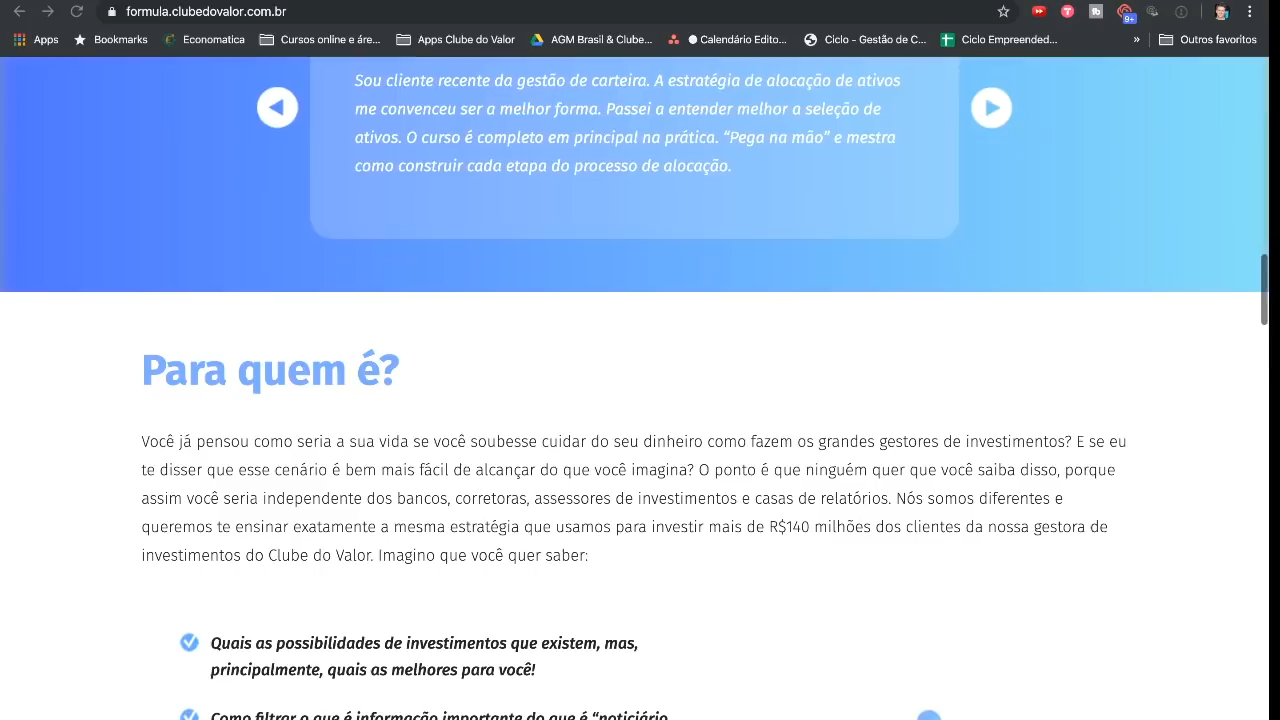 formula.clubedovalor.com.br
9+
Apps Bookmarks Economatica Cursos online e áre... Apps Clube do Valor AGM Brasil & Clube... Calendário Edito... Ciclo - Gestão de C... Ciclo Empreended... » Outros favoritos
Sou cliente recente da gestão de carteira. A estratégia de alocação de ativos
me convenceu ser a melhor forma. Passei a entender melhor a seleção de
ativos. O curso é completo em principal na prática. “Pega na mão” e mestra
como construir cada etapa do processo de alocação.
Para quem é?
Você já pensou como seria a sua vida se você soubesse cuidar do seu dinheiro como fazem os grandes gestores de investimentos? E se eu
te disser que esse cenário é bem mais fácil de alcançar do que você imagina? O ponto é que ninguém quer que você saiba disso, porque
assim você seria independente dos bancos, corretoras, assessores de investimentos e casas de relatórios. Nós somos diferentes e
queremos te ensinar exatamente a mesma estratégia que usamos para investir mais de R$140 milhões dos clientes da nossa gestora de
investimentos do Clube do Valor. Imagino que você quer saber:
Quais as possibilidades de investimentos que existem, mas,
principalmente, quais as melhores para você!
Como filtrar o que é informação importante do que é “noticiário